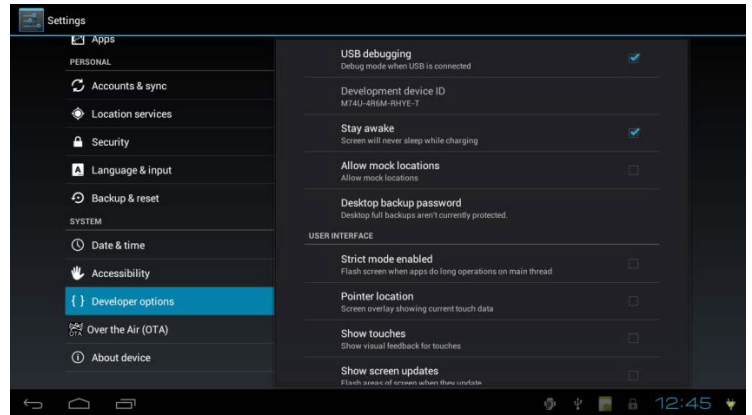 Settings
Apps
PERSONAL
Accounts & sync
Location services
Security
A Language & input
Backup & reset
SYSTEM
Date & time
Accessibility
{ } Developer options
OTA Over the Air (OTA)
About device
USB debugging
Debug mode when USB is connected
Development device ID
M74U-4R6M-RHYE-T
Stay awake
Screen will never sleep while charging
Allow mock locations
Allow mock locations
Desktop backup password
Desktop full backups aren't currently protected.
USER INTERFACE
Strict mode enabled
Flash screen when apps do long operations on main thread
Pointer location
Screen overlay showing current touch data
Show touches
Show visual feedback for touches
Show screen updates
Flash areas of screen when they update
12:45